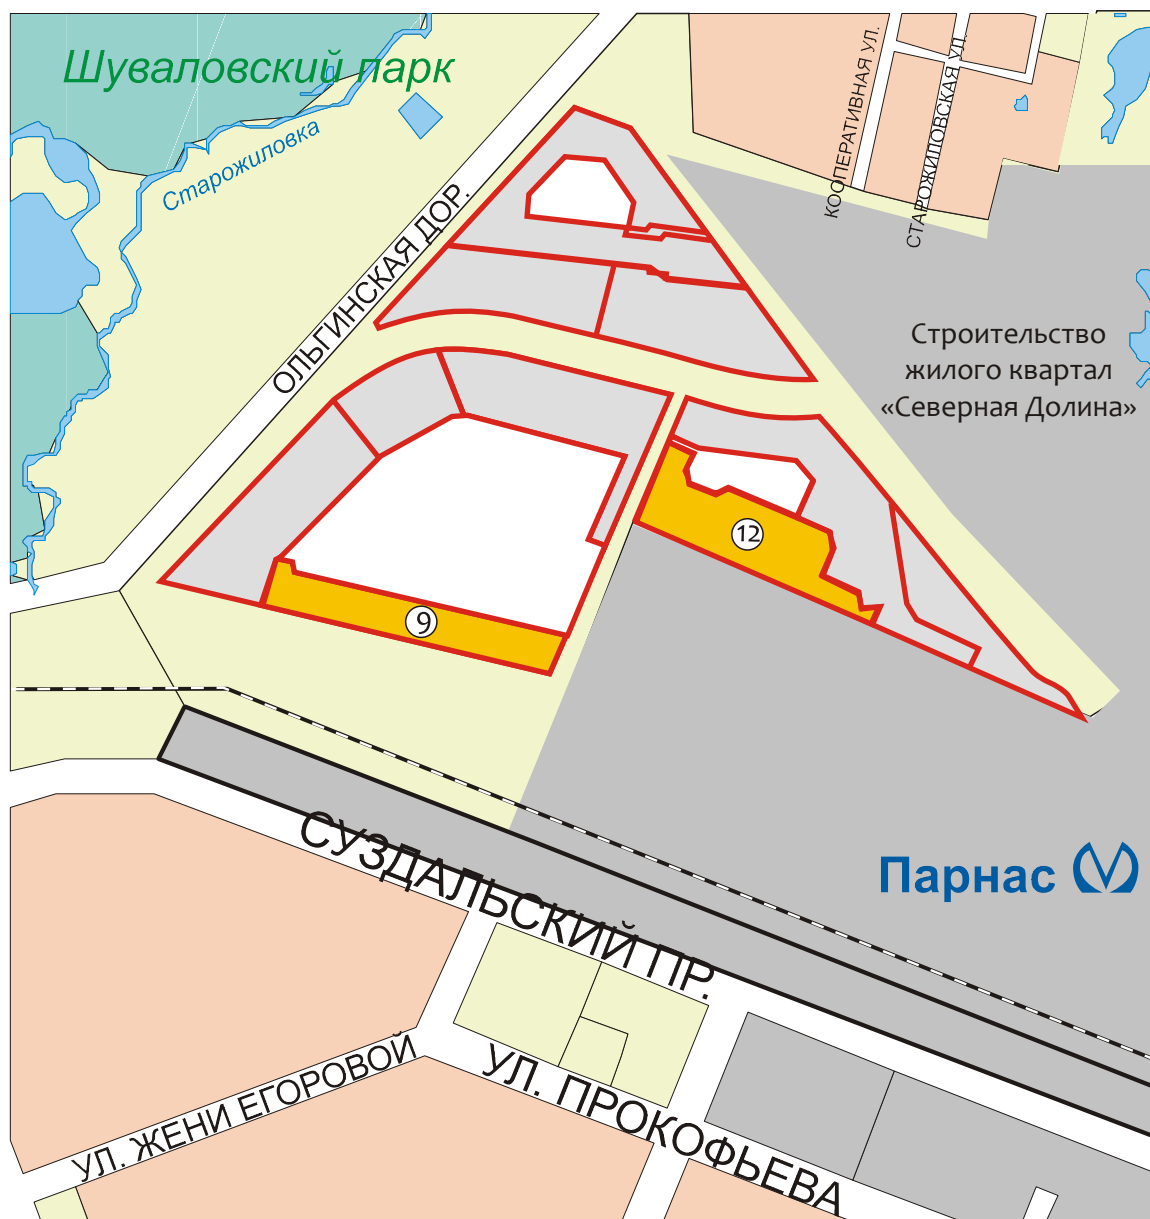 Шуваловский парк
Старожиловка
ОЛЬГИНСКАЯ ДОР.
КООПЕРАТИВНАЯ УЛ.
СТАРОЖИЛОВСКАЯ УЛ.
Строительство
жилого квартал
«Северная Долина»
12
9
Парнас
СУЗДАЛЬСКИЙ ПР.
УЛ. ЖЕНИ ЕГОРОВОЙ
УЛ. ПРОКОФЬЕВА